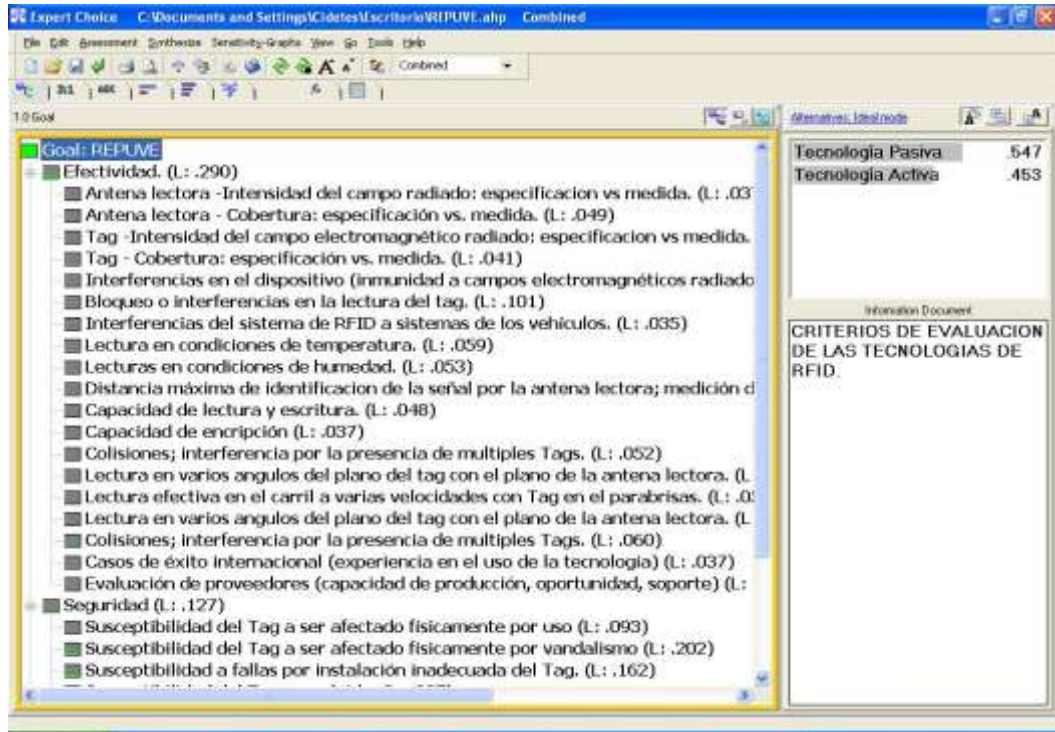 Expert Choice C:\Documents and Settings\Cidetes\Escritorio\REPUVE.ahp Combined
File Edit Assessment Synthesize Sensitivity-Graphs View Go Tools Help
Combined
ABC
1.0 Goal
Alternatives: Ideal mode
Goal: REPUVE
Efectividad. (L: .290)
Antena lectora -Intensidad del campo radiado: especificacion vs medida. (L: .03
Antena lectora - Cobertura: especificación vs. medida. (L: .049)
Tag -Intensidad del campo electromagnético radiado: especificacion vs medida.
Tag - Cobertura: especificación vs. medida. (L: .041)
Interferencias en el dispositivo (inmunidad a campos electromagnéticos radiado
Bloqueo o interferencias en la lectura del tag. (L: .101)
Interferencias del sistema de RFID a sistemas de los vehículos. (L: .035)
Lectura en condiciones de temperatura. (L: .059)
Lecturas en condiciones de humedad. (L: .053)
Distancia máxima de identificacion de la señal por la antena lectora; medición d
Capacidad de lectura y escritura. (L: .048)
Capacidad de encripción (L: .037)
Colisiones; interferencia por la presencia de multiples Tags. (L: .052)
Lectura en varios angulos del plano del tag con el plano de la antena lectora. (L
Lectura efectiva en el carril a varias velocidades con Tag en el parabrisas. (L: .0
Lectura en varios angulos del plano del tag con el plano de la antena lectora. (L
Colisiones; interferencia por la presencia de multiples Tags. (L: .060)
Casos de éxito internacional (experiencia en el uso de la tecnología) (L: .037)
Evaluación de proveedores (capacidad de producción, oportunidad, soporte) (L:
Seguridad (L: .127)
Susceptibilidad del Tag a ser afectado fisicamente por uso (L: .093)
Susceptibilidad del Tag a ser afectado fisicamente por vandalismo (L: .202)
Susceptibilidad a fallas por instalación inadecuada del Tag. (L: .162)
Tecnologia Pasiva .547
Tecnologia Activa .453
Information Document
CRITERIOS DE EVALUACION
DE LAS TECNOLOGIAS DE
RFID.